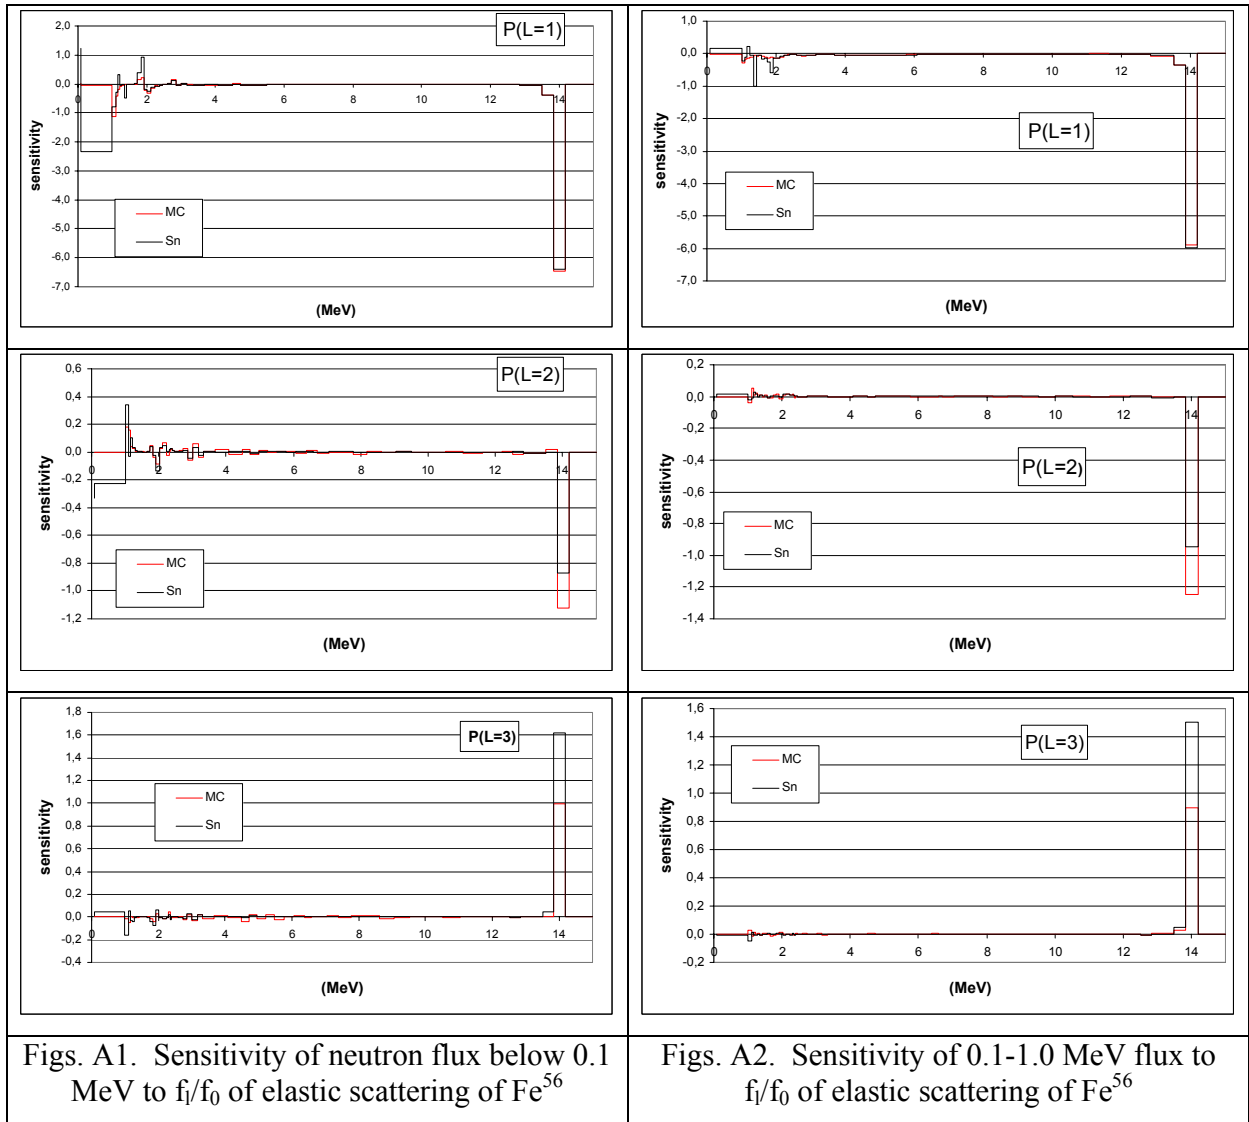 P(L=1)
2,0
1,0
0,0
-1,0
-2,0
-3,0
-4,0
-5,0
-6,0
-7,0
0 2 4 6 8 10 12 14
sensitivity
MC
Sn
(MeV)
P(L=1)
1,0
0,0
-1,0
-2,0
-3,0
-4,0
-5,0
-6,0
-7,0
0 2 4 6 8 10 12 14
sensitivity
MC
Sn
(MeV)
P(L=2)
0,6
0,4
0,2
0,0
-0,2
-0,4
-0,6
-0,8
-1,0
-1,2
0 2 4 6 8 10 12 14
sensitivity
MC
Sn
(MeV)
P(L=2)
0,2
0,0
-0,2
-0,4
-0,6
-0,8
-1,0
-1,2
-1,4
0 2 4 6 8 10 12 14
sensitivity
MC
Sn
(MeV)
P(L=3)
1,8
1,6
1,4
1,2
1,0
0,8
0,6
0,4
0,2
0,0
-0,2
-0,4
0 2 4 6 8 10 12 14
sensitivity
MC
Sn
(MeV)
P(L=3)
1,6
1,4
1,2
1,0
0,8
0,6
0,4
0,2
0,0
-0,2
0 2 4 6 8 10 12 14
sensitivity
MC
Sn
(MeV)
Figs. A1. Sensitivity of neutron flux below 0.1
MeV to f₁/f₀ of elastic scattering of Fe⁵⁶
Figs. A2. Sensitivity of 0.1-1.0 MeV flux to
f₁/f₀ of elastic scattering of Fe⁵⁶